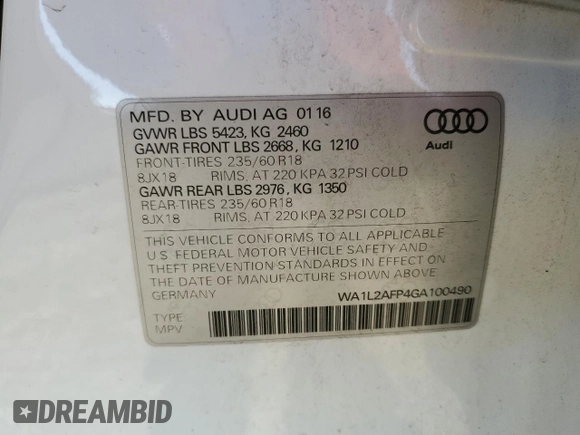 MFD. BY AUDI AG 01 16
GVWR LBS 5423, KG 2460
GAWR FRONT LBS 2668, KG 1210
FRONT-TIRES 235/60 R18
8JX18 RIMS, AT 220 KPA 32 PSI COLD
GAWR REAR LBS 2976, KG 1350
REAR-TIRES 235/60 R18
8JX18 RIMS, AT 220 KPA 32 PSI COLD
Audi
THIS VEHICLE CONFORMS TO ALL APPLICABLE
U S FEDERAL MOTOR VEHICLE SAFETY AND
THEFT PREVENTION STANDARDS IN EFFECT ON
THE DATE OF MANUFACTURE SHOWN ABOVE
GERMANY
WA1L2AFP4GA100490
TYPE
MPV
DREAMBID